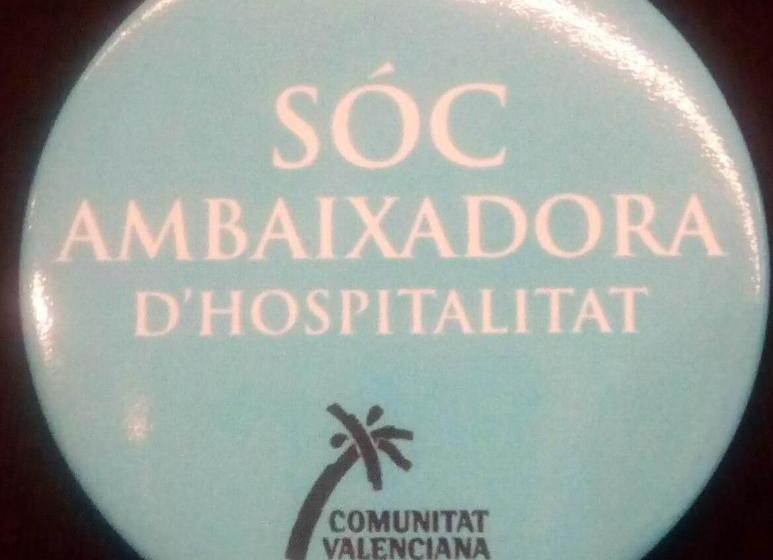 SÓC
AMBAIXADORA
D'HOSPITALITAT
COMUNITAT
VALENCIANA